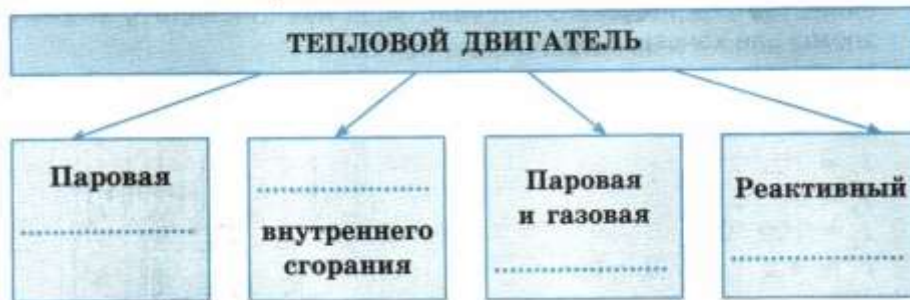 ТЕПЛОВОЙ ДВИГАТЕЛЬ
Паровая
внутреннего
сгорания
Паровая
и газовая
Реактивный